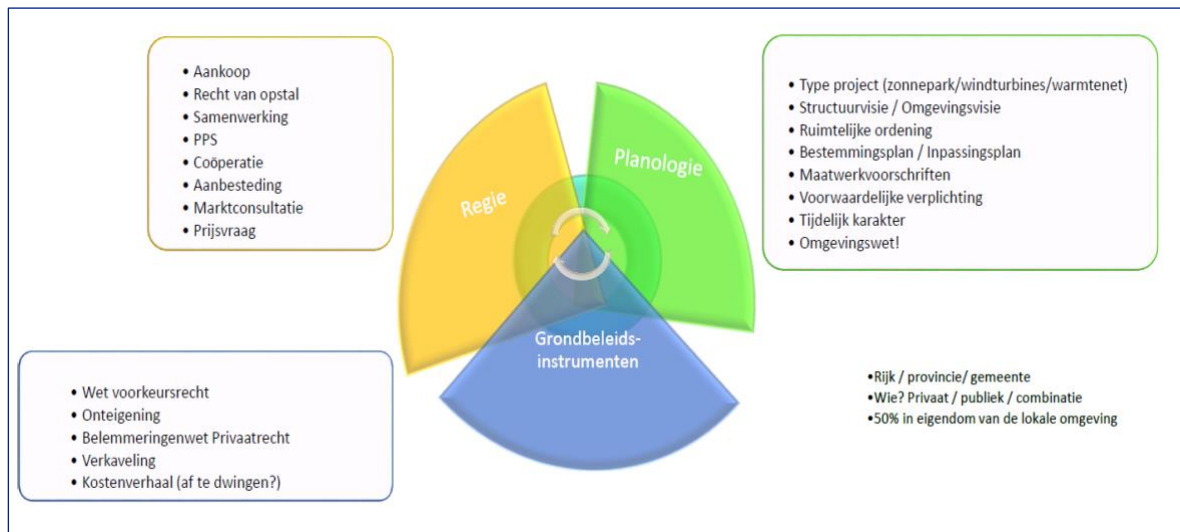 • Aankoop
• Recht van opstal
• Samenwerking
• PPS
• Coöperatie
• Aanbesteding
• Marktconsultatie
• Prijsvraag
Regie
Planologie
• Type project (zonnepark/windturbines/warmtenet)
• Structuurvisie / Omgevingsvisie
• Ruimtelijke ordening
• Bestemmingsplan / Inpassingsplan
• Maatwerkvoorschriften
• Voorwaardelijke verplichting
• Tijdelijk karakter
• Omgevingswet!
Grondbeleids-
instrumenten
• Wet voorkeursrecht
• Onteigening
• Belemmeringenwet Privaatrecht
• Verkaveling
• Kostenverhaal (af te dwingen?)
•Rijk / provincie/ gemeente
•Wie? Privaat / publiek / combinatie
•50% in eigendom van de lokale omgeving